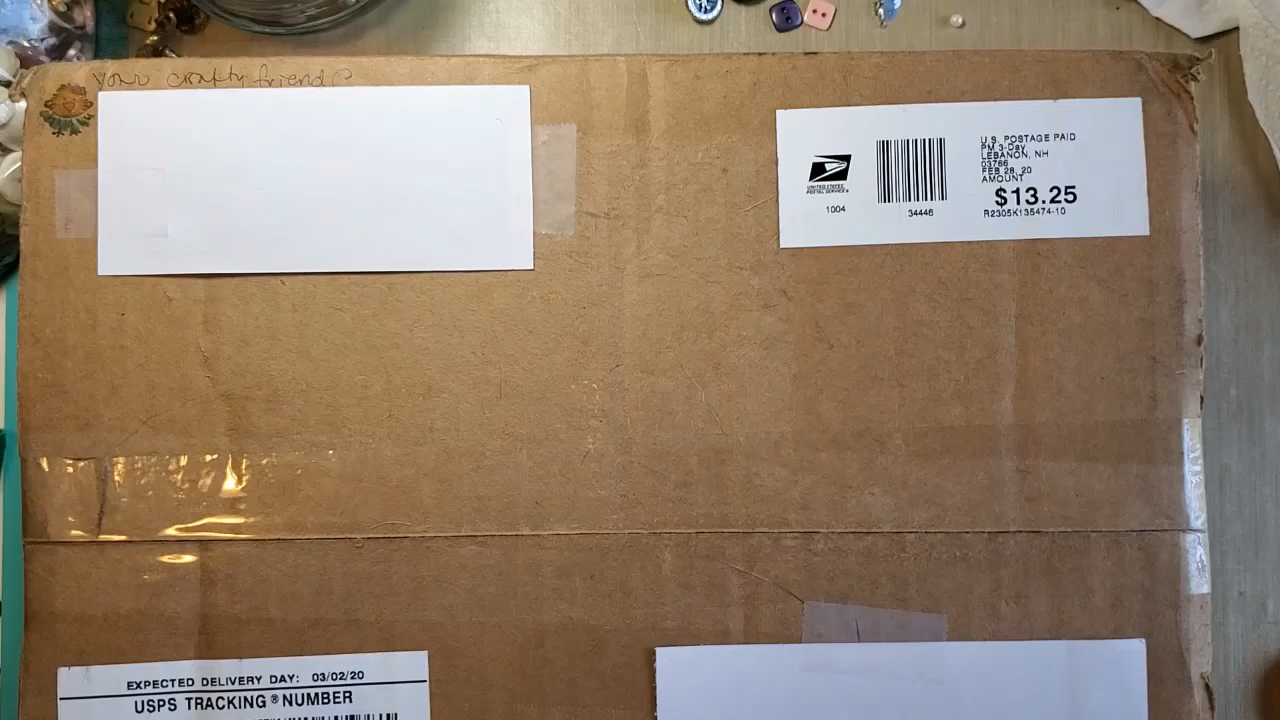 your crafty friend
U.S. POSTAGE PAID
PM 3-Day
LEBANON, NH
03766
FEB 28, 20
AMOUNT
$13.25
R2305K135474-10
UNITED STATES
POSTAL SERVICE®
1004
34446
EXPECTED DELIVERY DAY: 03/02/20
USPS TRACKING® NUMBER